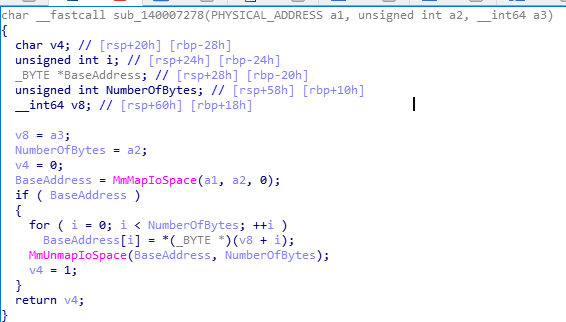 char __fastcall sub_140007278(PHYSICAL_ADDRESS a1, unsigned int a2, __int64 a3)
{
  char v4; // [rsp+20h] [rbp-28h]
  unsigned int i; // [rsp+24h] [rbp-24h]
  _BYTE *BaseAddress; // [rsp+28h] [rbp-20h]
  unsigned int NumberOfBytes; // [rsp+58h] [rbp+10h]
  __int64 v8; // [rsp+60h] [rbp+18h]

  v8 = a3;
  NumberOfBytes = a2;
  v4 = 0;
  BaseAddress = MmMapIoSpace(a1, a2, 0);
  if ( BaseAddress )
  {
    for ( i = 0; i < NumberOfBytes; ++i )
      BaseAddress[i] = *(_BYTE *)(v8 + i);
    MmUnmapIoSpace(BaseAddress, NumberOfBytes);
    v4 = 1;
  }
  return v4;
}